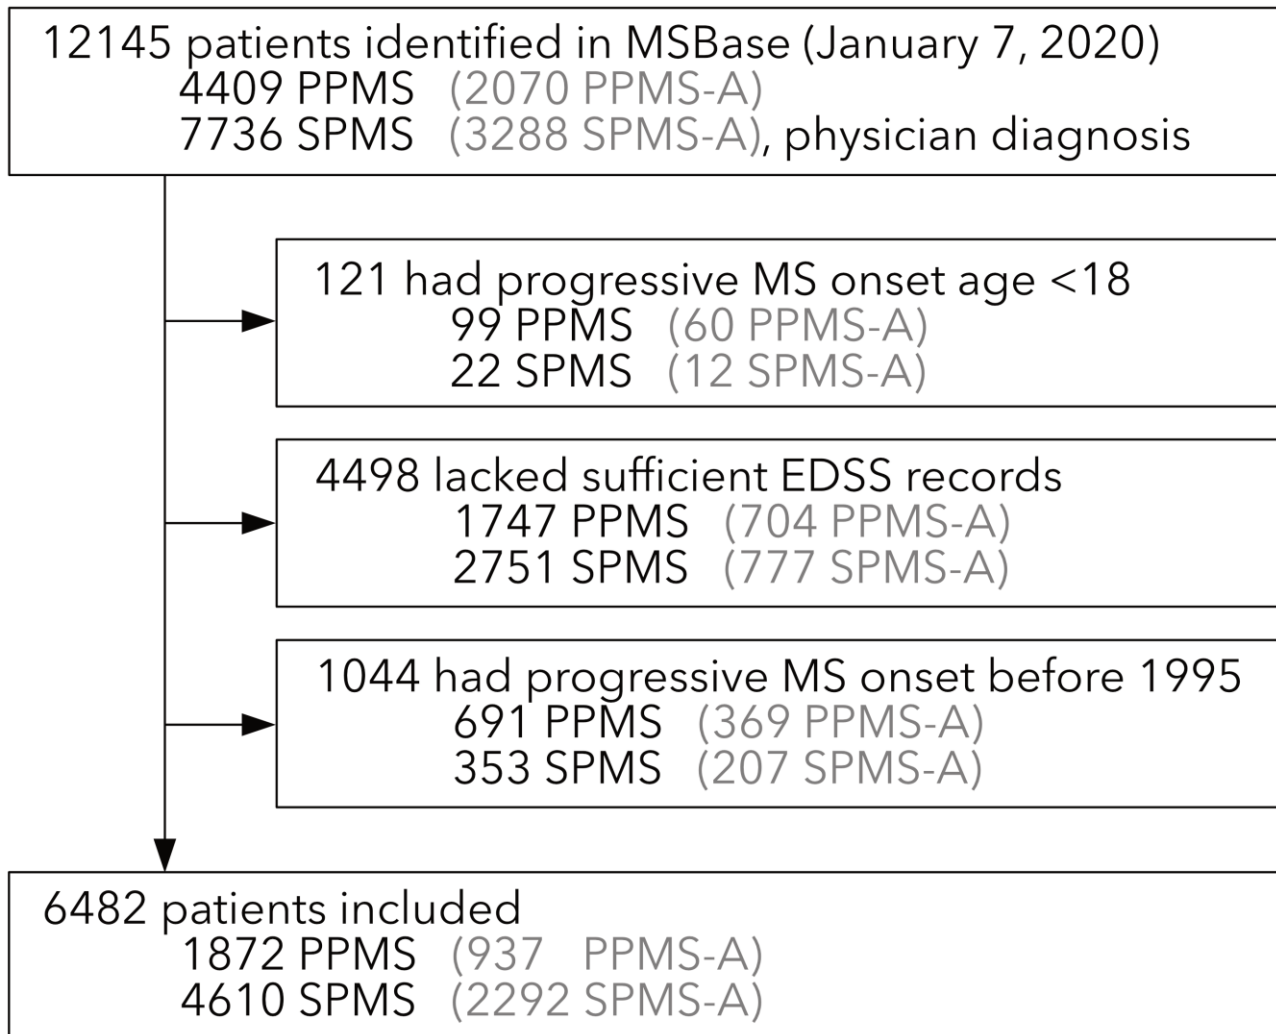 12145 patients identified in MSBase (January 7, 2020)
4409 PPMS (2070 PPMS-A)
7736 SPMS (3288 SPMS-A), physician diagnosis
121 had progressive MS onset age <18
99 PPMS (60 PPMS-A)
22 SPMS (12 SPMS-A)
4498 lacked sufficient EDSS records
1747 PPMS (704 PPMS-A)
2751 SPMS (777 SPMS-A)
1044 had progressive MS onset before 1995
691 PPMS (369 PPMS-A)
353 SPMS (207 SPMS-A)
6482 patients included
1872 PPMS (937 PPMS-A)
4610 SPMS (2292 SPMS-A)